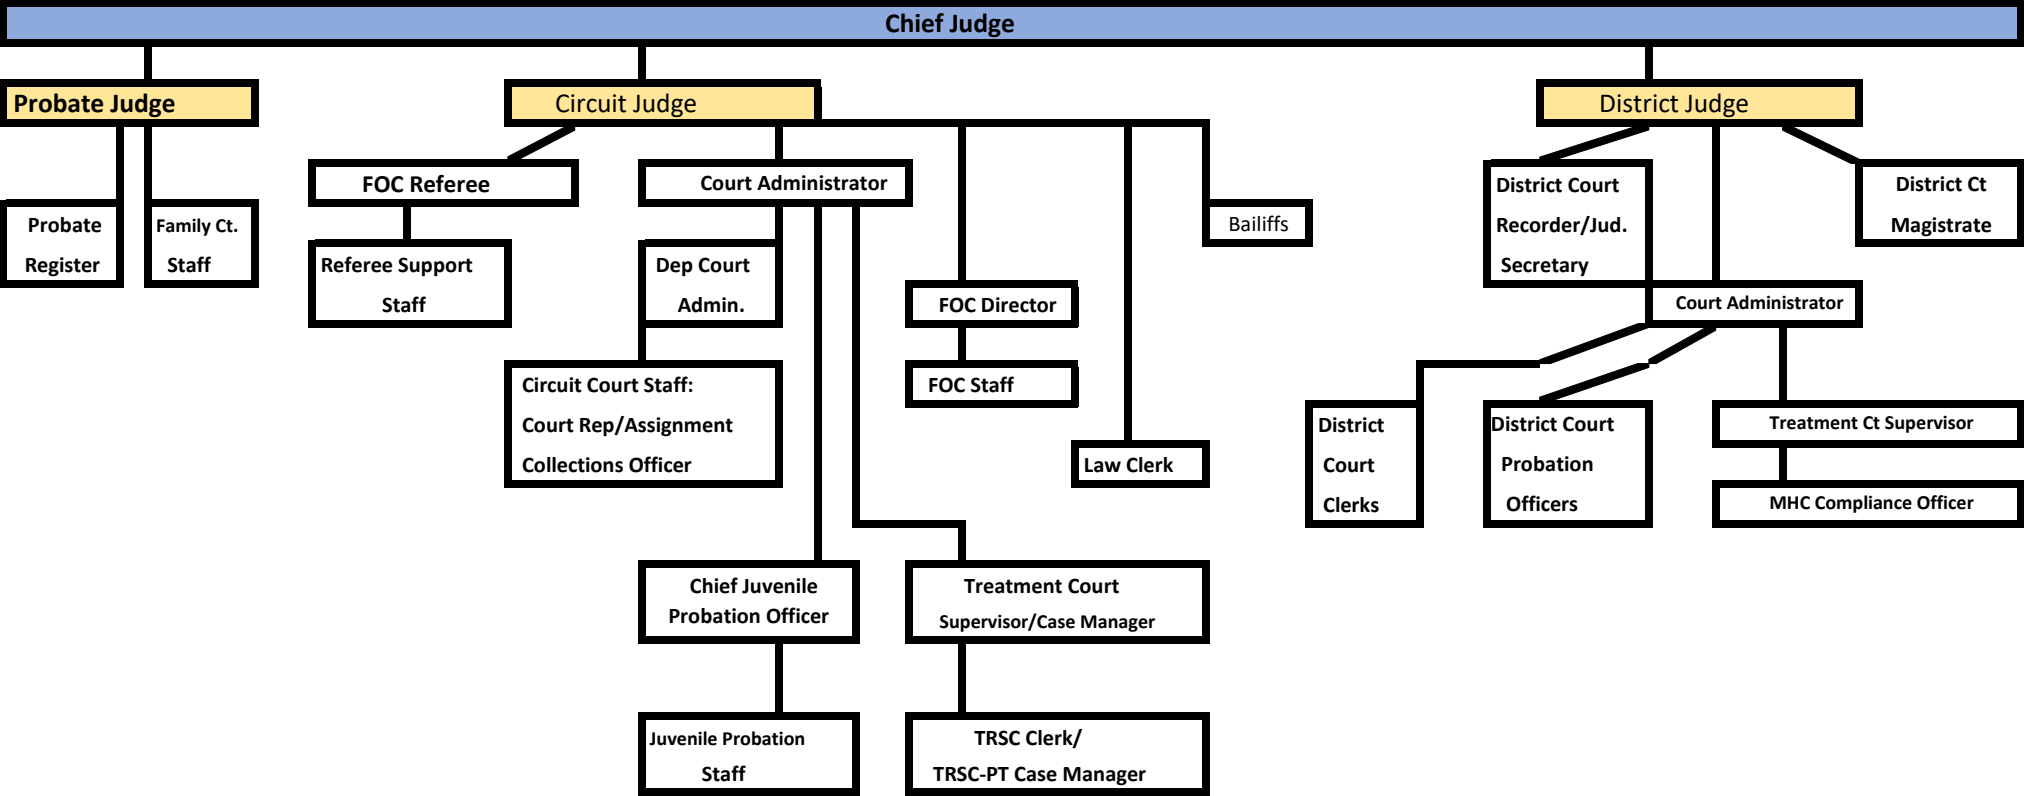 Chief Judge
Probate Judge
Circuit Judge
District Judge
FOC Referee
Court Administrator
Probate
Register
Family Ct.
Staff
Referee Support
Staff
Dep Court
Admin.
Bailiffs
FOC Director
FOC Staff
Circuit Court Staff:
Court Rep/Assignment
Collections Officer
Law Clerk
Chief Juvenile
Probation Officer
Treatment Court
Supervisor/Case Manager
Juvenile Probation
Staff
TRSC Clerk/
TRSC-PT Case Manager
District Court
Recorder/Jud.
Secretary
District Ct
Magistrate
Court Administrator
District
Court
Clerks
District Court
Probation
Officers
Treatment Ct Supervisor
MHC Compliance Officer